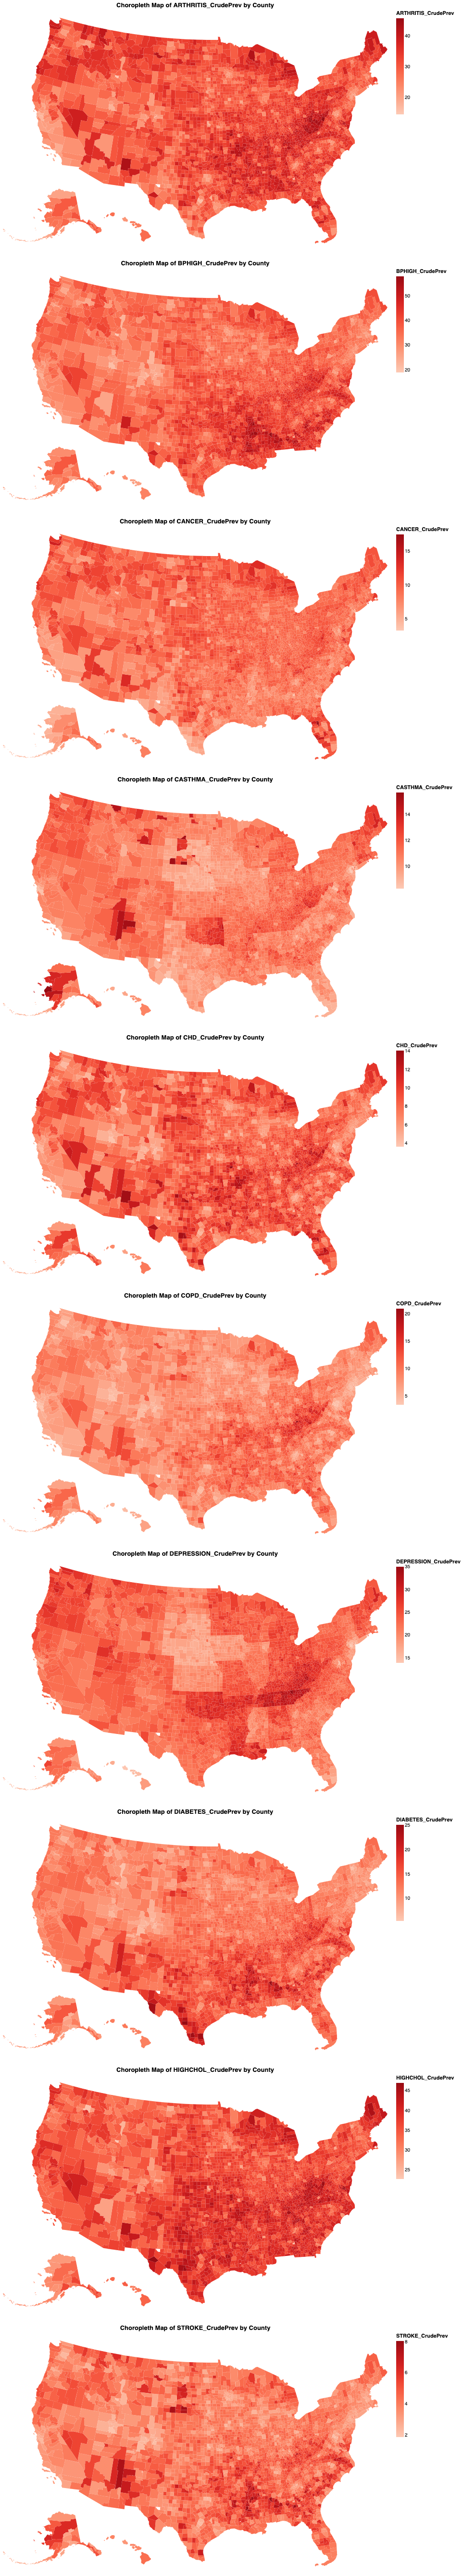 Choropleth Map of ARTHRITIS_CrudePrev by County
ARTHRITIS_CrudePrev
40
30
20
Choropleth Map of BPHIGH_CrudePrev by County
BPHIGH_CrudePrev
50
40
30
20
Choropleth Map of CANCER_CrudePrev by County
CANCER_CrudePrev
15
10
5
Choropleth Map of CASTHMA_CrudePrev by County
CASTHMA_CrudePrev
14
12
10
Choropleth Map of CHD_CrudePrev by County
CHD_CrudePrev
14
12
10
8
6
4
Choropleth Map of COPD_CrudePrev by County
COPD_CrudePrev
20
15
10
5
Choropleth Map of DEPRESSION_CrudePrev by County
DEPRESSION_CrudePrev
35
30
25
20
15
Choropleth Map of DIABETES_CrudePrev by County
DIABETES_CrudePrev
25
20
15
10
Choropleth Map of HIGHCHOL_CrudePrev by County
HIGHCHOL_CrudePrev
45
40
35
30
25
Choropleth Map of STROKE_CrudePrev by County
STROKE_CrudePrev
8
6
4
2